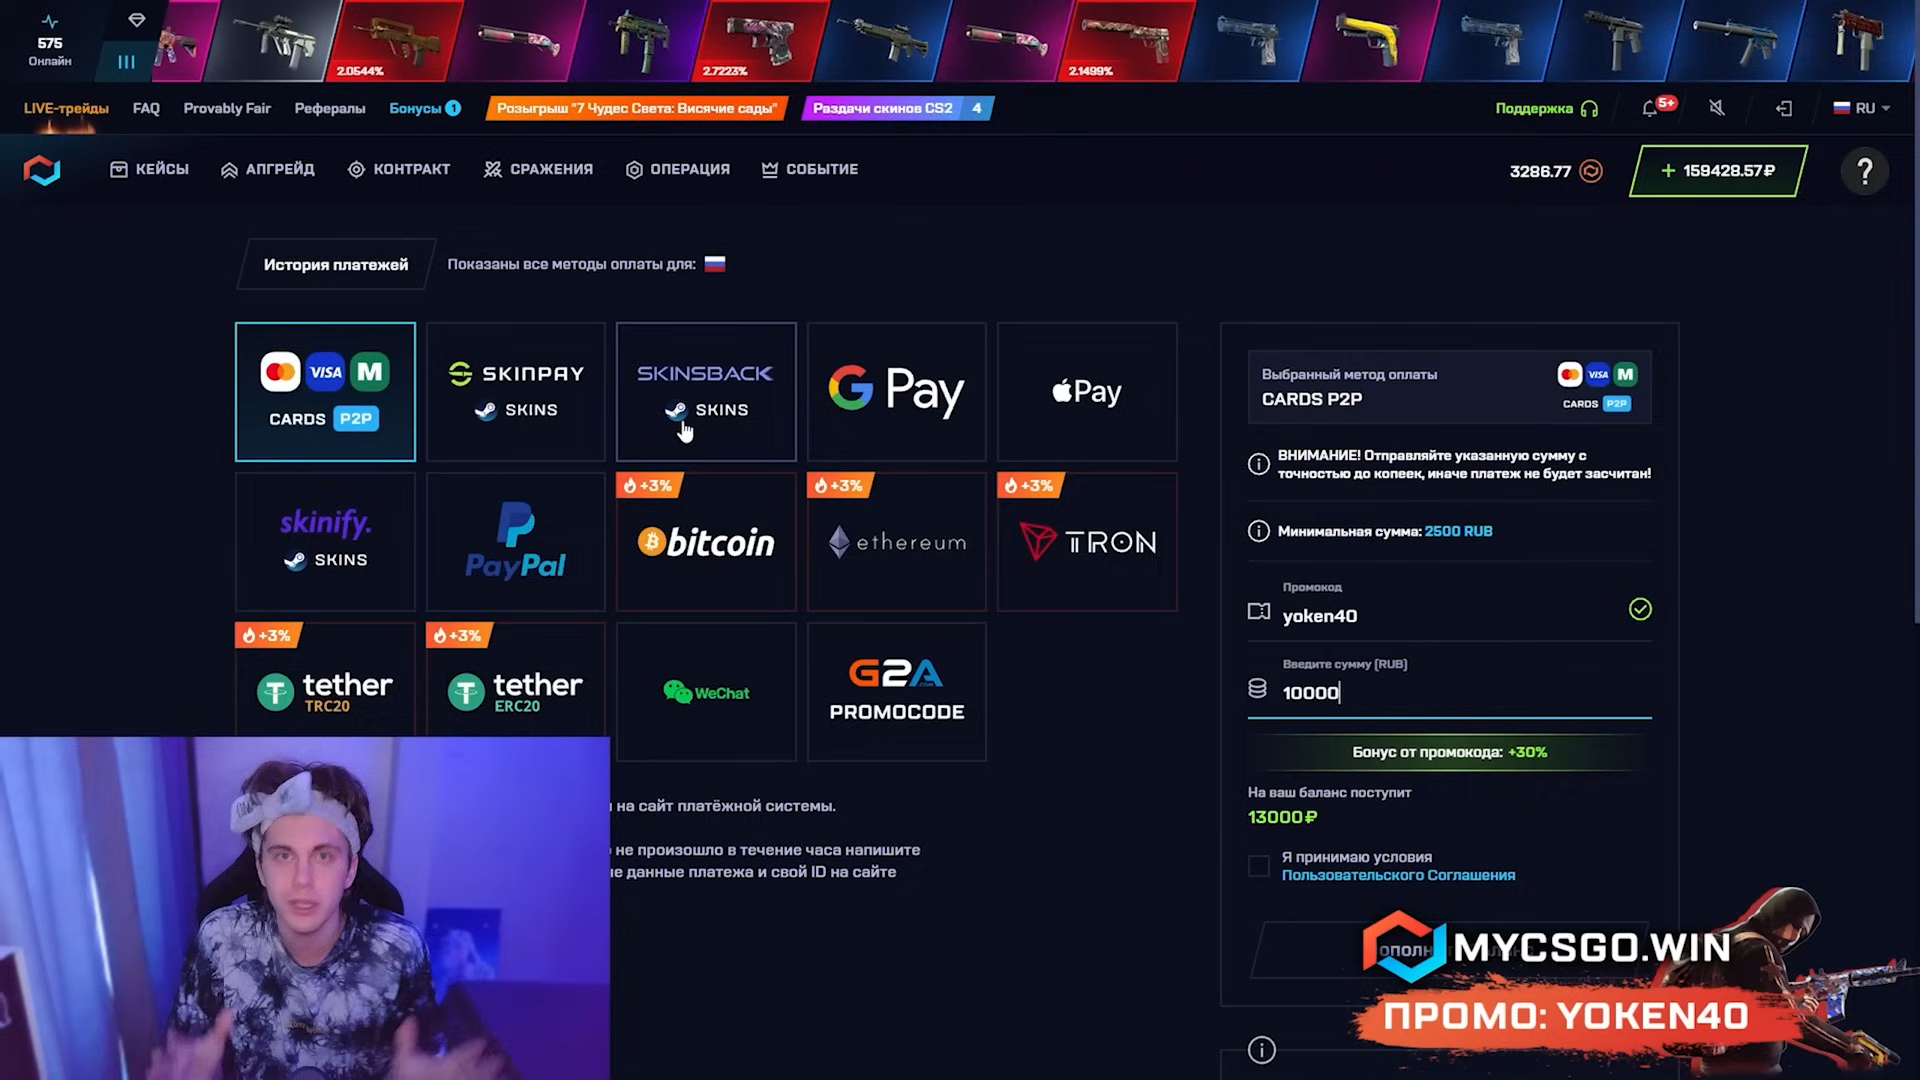 575
Онлайн
2.0544%
2.7223%
2.1499%
LIVE-трейды
FAQ
Provably Fair
Рефералы
Бонусы 1
Розыгрыш "7 Чудес Света: Висячие сады"
Раздачи скинов CS2 4
Поддержка
5+
RU
КЕЙСЫ
АПГРЕЙД
КОНТРАКТ
СРАЖЕНИЯ
ОПЕРАЦИЯ
СОБЫТИЕ
3286.77
+ 159428.57₽
?
История платежей
Показаны все методы оплаты для:
VISA M
CARDS P2P
SKINPAY
SKINS
SKINSBACK
SKINS
G Pay
Pay
skinify.
SKINS
PayPal
+3%
bitcoin
+3%
ethereum
+3%
TRON
+3%
tether
TRC20
+3%
tether
ERC20
WeChat
G2A
.COM
PROMOCODE
Выбранный метод оплаты
CARDS P2P
VISA M
CARDS P2P
ВНИМАНИЕ! Отправляйте указанную сумму с
точностью до копеек, иначе платеж не будет засчитан!
Минимальная сумма: 2500 RUB
Промокод
yoken40
Введите сумму (RUB)
10000
Бонус от промокода: +30%
На ваш баланс поступит
13000₽
Я принимаю условия
Пользовательского Соглашения
на сайт платёжной системы.
не произошло в течение часа напишите
данные платежа и свой ID на сайте
MYCSGO.WIN
ПРОМО: YOKEN40